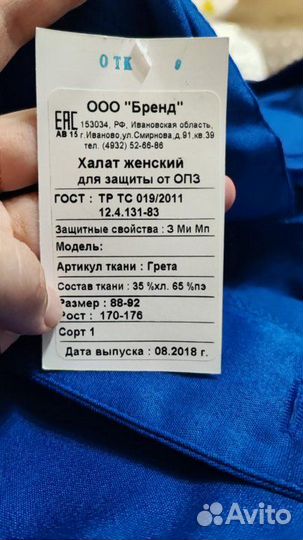 ОТК 9
ООО "Бренд"
EAC 153034, РФ, Ивановская область,
АВ 15 г.Иваново,ул.Смирнова,д.91,кв.39
тел. (4932) 52-66-86
Халат женский
для защиты от ОПЗ
ГОСТ : ТР ТС 019/2011
12.4.131-83
Защитные свойства : З Ми Мп
Модель:
Артикул ткани : Грета
Состав ткани : 35 %хл. 65 %пэ
Размер : 88-92
Рост : 170-176
Сорт 1
Дата выпуска : 08.2018 г.
Avito